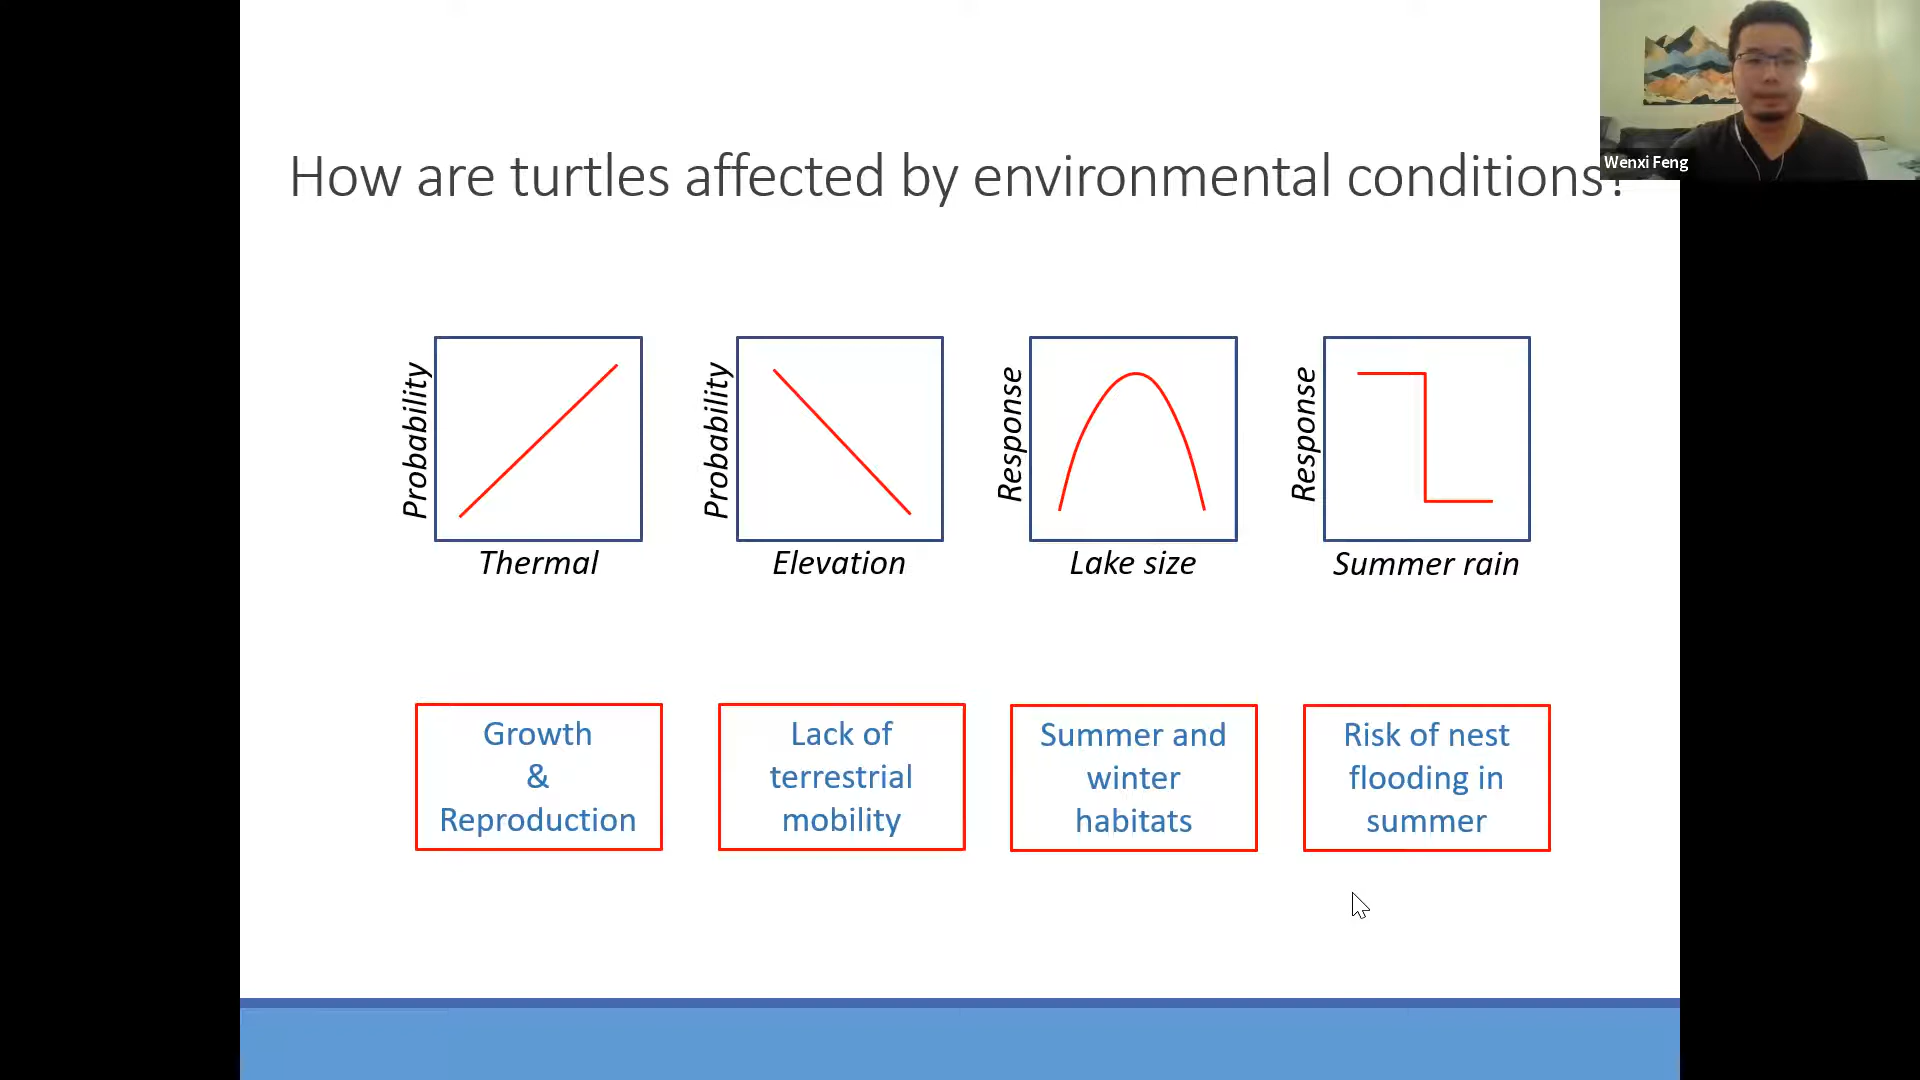 Wenxi Feng
How are turtles affected by environmental conditions?
Probability
Thermal
Probability
Elevation
Response
Lake size
Response
Summer rain
Growth
&
Reproduction
Lack of
terrestrial
mobility
Summer and
winter
habitats
Risk of nest
flooding in
summer